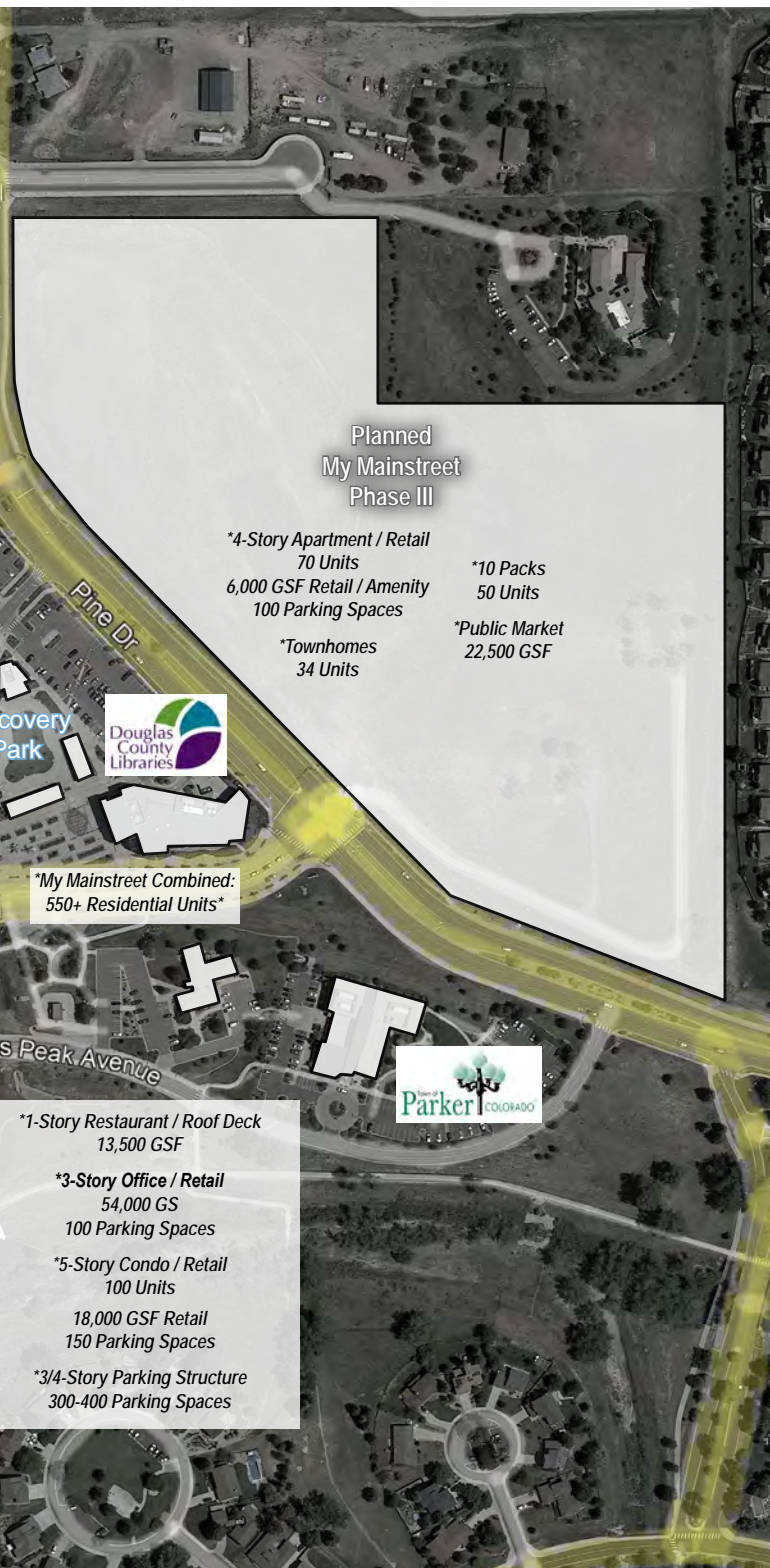 Planned
My Mainstreet
Phase III
*4-Story Apartment / Retail
70 Units
6,000 GSF Retail / Amenity
100 Parking Spaces
*Townhomes
34 Units
*10 Packs
50 Units
*Public Market
22,500 GSF
Pine Dr
covery
Park
Douglas
County
Libraries
*My Mainstreet Combined:
550+ Residential Units*
s Peak Avenue
Town of
Parker
COLORADO
*1-Story Restaurant / Roof Deck
13,500 GSF
*3-Story Office / Retail
54,000 GS
100 Parking Spaces
*5-Story Condo / Retail
100 Units
18,000 GSF Retail
150 Parking Spaces
*3/4-Story Parking Structure
300-400 Parking Spaces